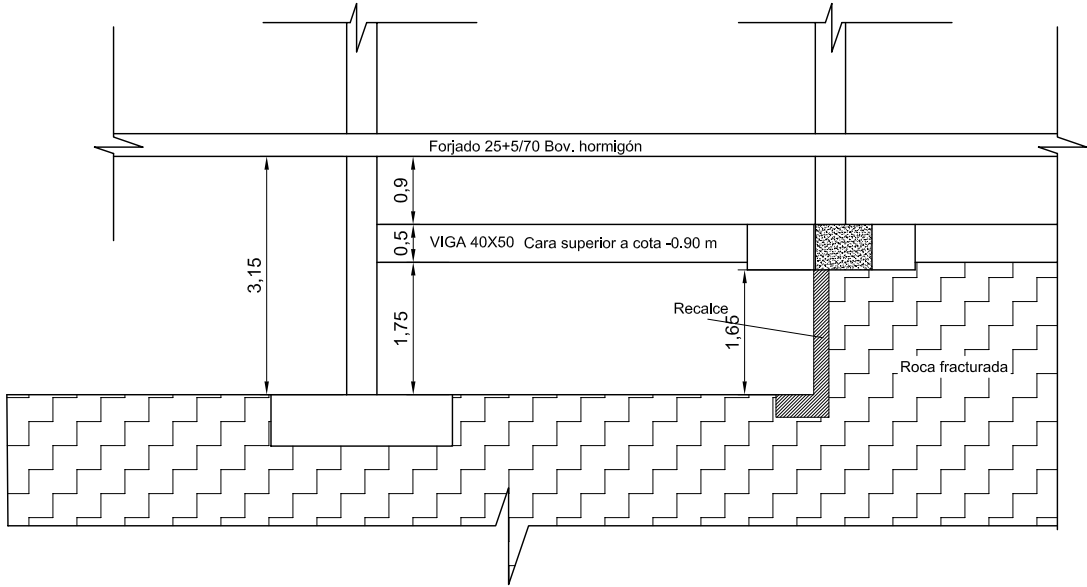 Forjado 25+5/70 Bov. hormigón
0,9
0,5
VIGA 40X50 Cara superior a cota -0.90 m
3,15
1,75
Recalce
1,65
Roca fracturada